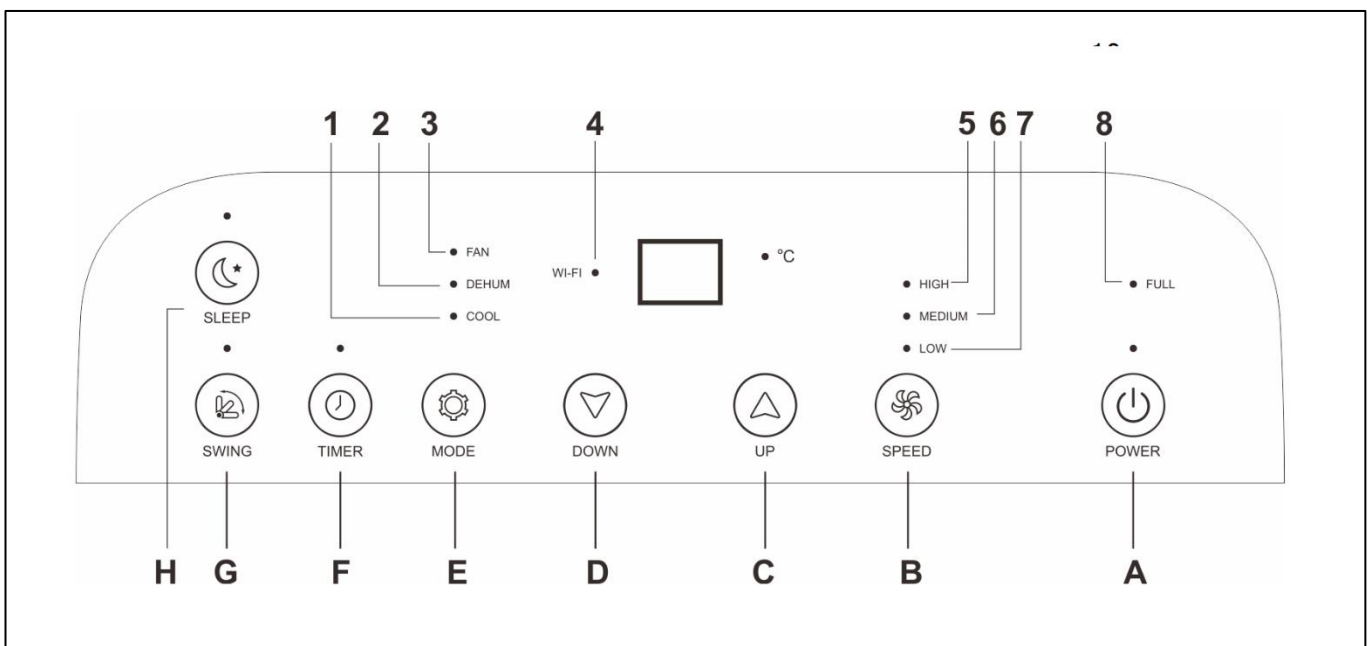 1 2 3 4 5 6 7 8
FAN
°C
WI-FI
DEHUM HIGH FULL
SLEEP COOL MEDIUM
LOW
SWING TIMER MODE DOWN UP SPEED POWER
H G F E D C B A